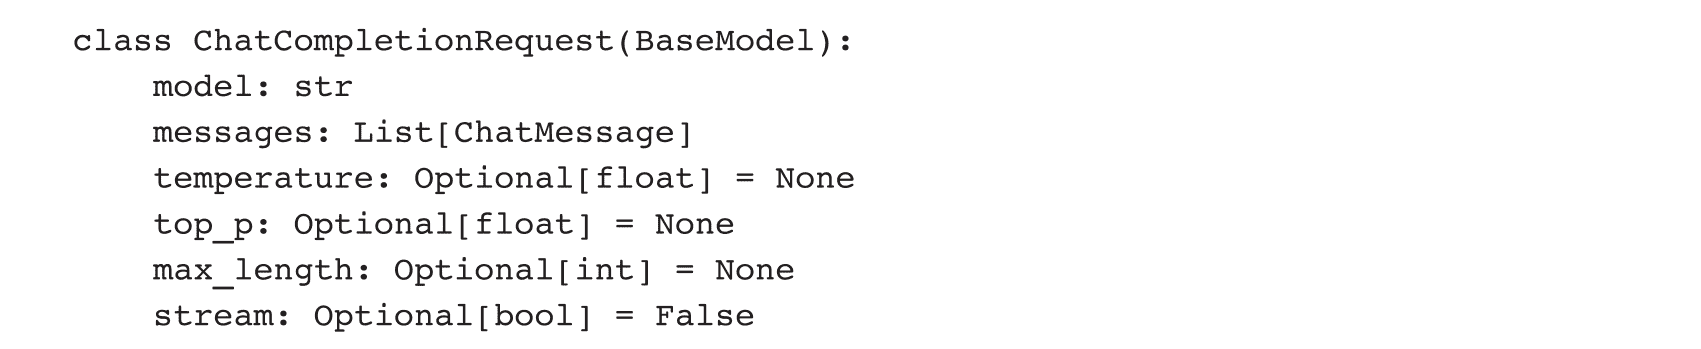 class ChatCompletionRequest(BaseModel):
    model: str
    messages: List[ChatMessage]
    temperature: Optional[float] = None
    top_p: Optional[float] = None
    max_length: Optional[int] = None
    stream: Optional[bool] = False